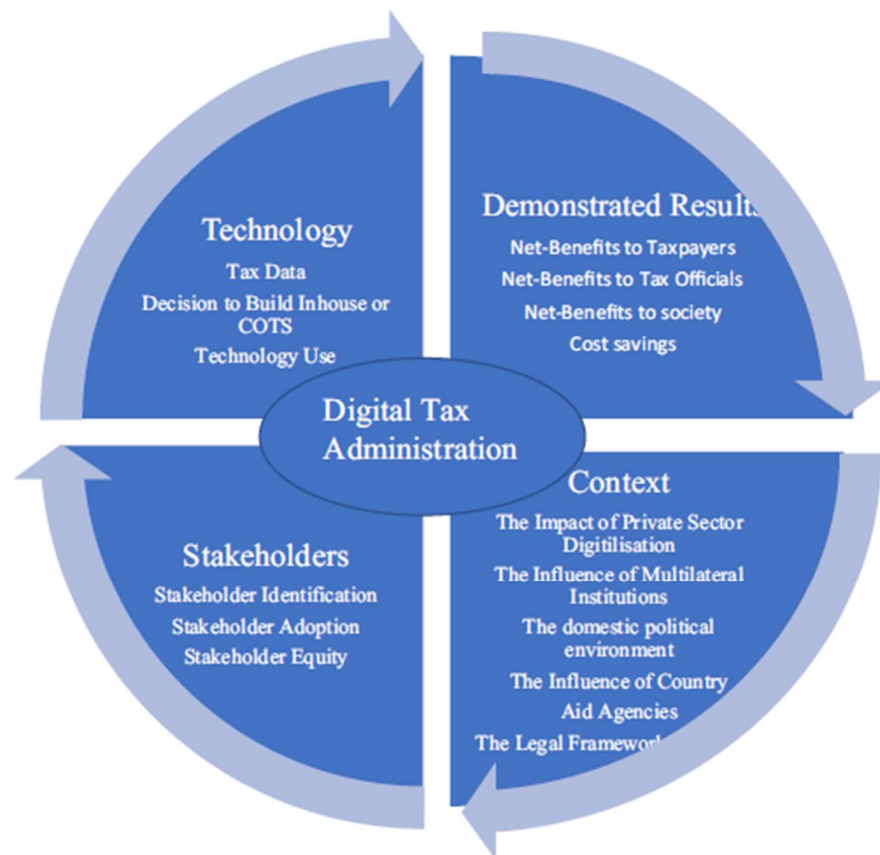 Technology
Tax Data
Decision to Build Inhouse or
COTS
Technology Use
Demonstrated Results
Net-Benefits to Taxpayers
Net-Benefits to Tax Officials
Net-Benefits to society
Cost savings
Digital Tax
Administration
Stakeholders
Stakeholder Identification
Stakeholder Adoption
Stakeholder Equity
Context
The Impact of Private Sector
Digitilisation
The Influence of Multilateral
Institutions
The domestic political
environment
The Influence of Country
Aid Agencies
The Legal Framework